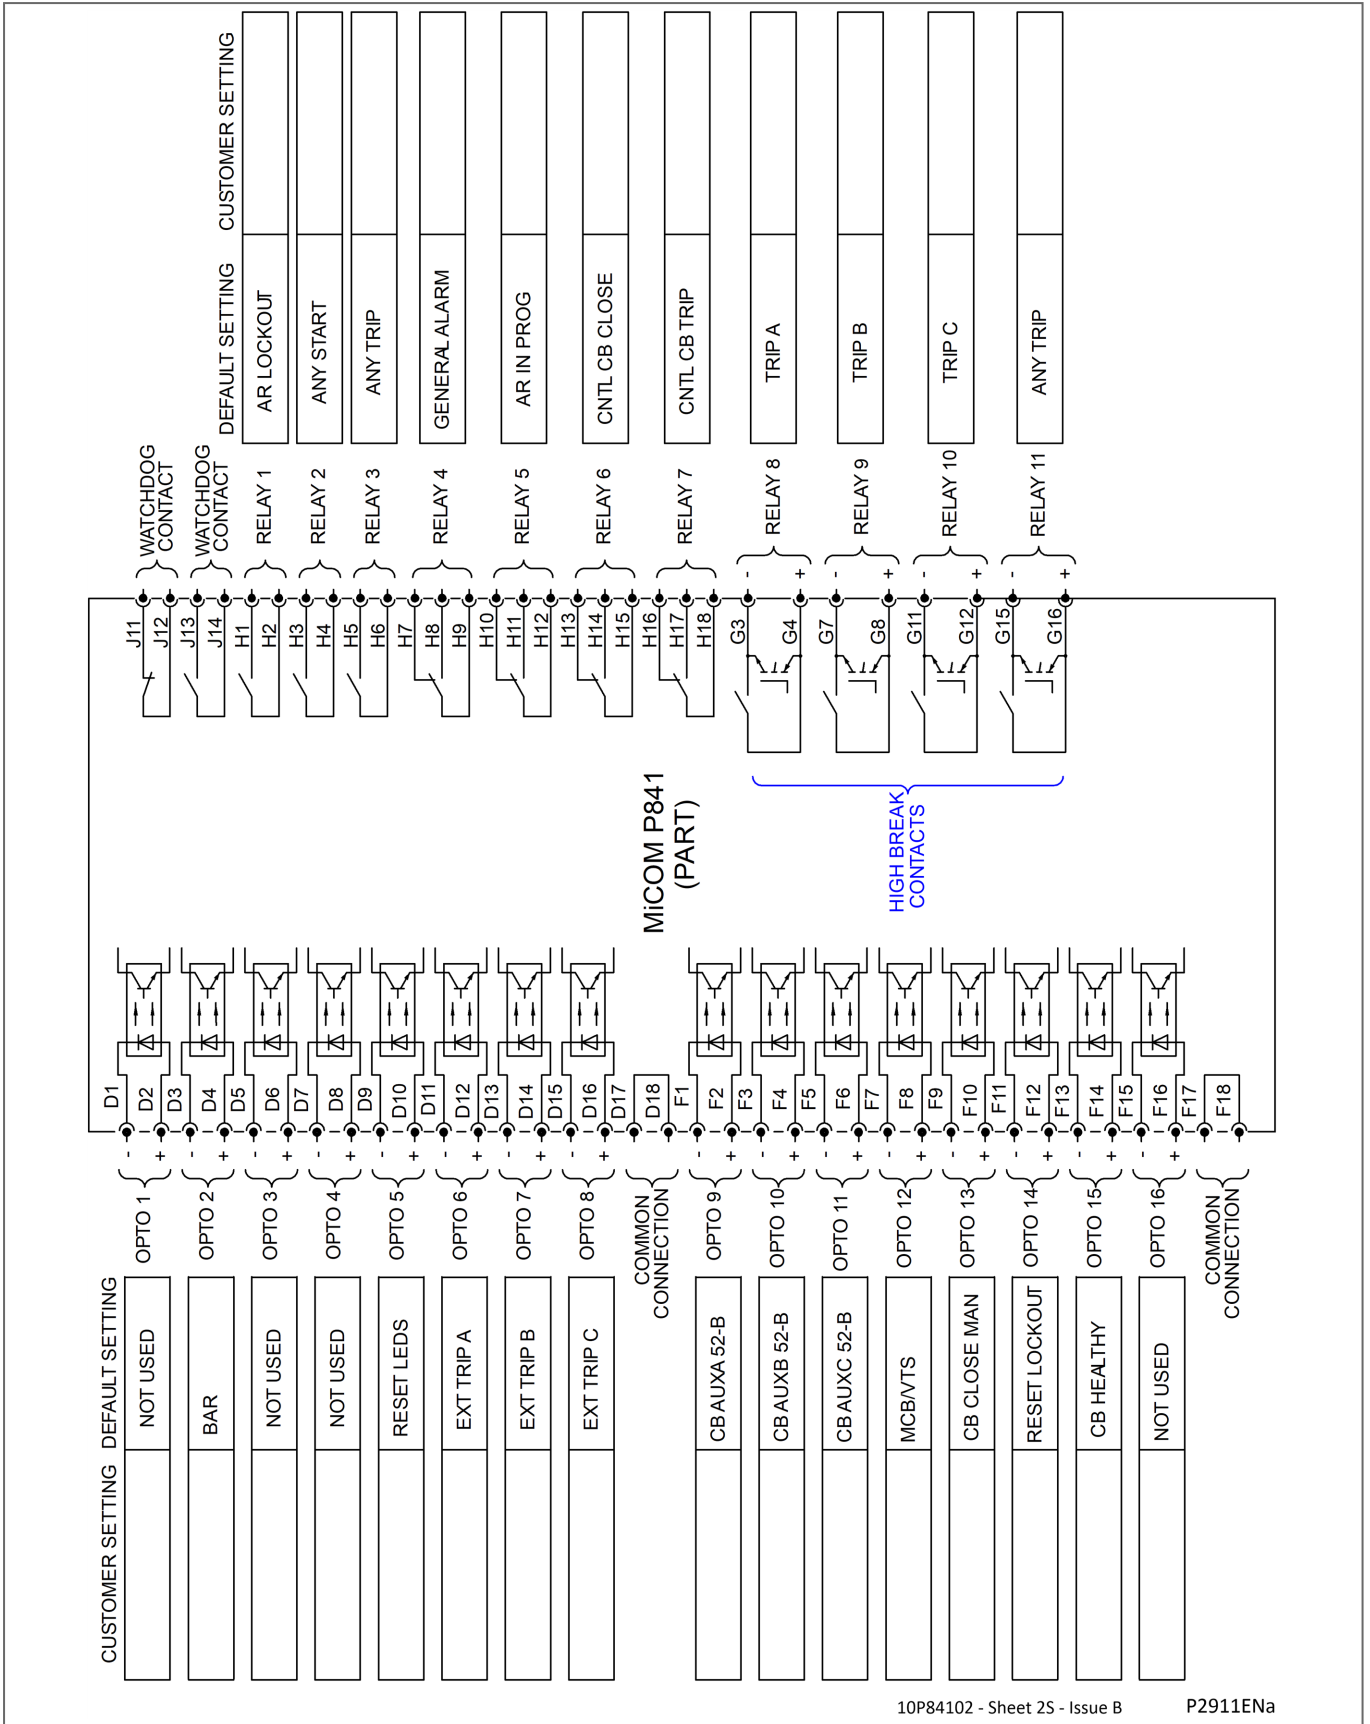 CUSTOMER SETTING
DEFAULT SETTING
NOT USED
OPTO 1
-
+
D1
D2
BAR
OPTO 2
-
+
D3
D4
NOT USED
OPTO 3
-
+
D5
D6
NOT USED
OPTO 4
-
+
D7
D8
RESET LEDS
OPTO 5
-
+
D9
D10
EXT TRIP A
OPTO 6
-
+
D11
D12
EXT TRIP B
OPTO 7
-
+
D13
D14
EXT TRIP C
OPTO 8
-
+
D15
D16
COMMON
CONNECTION
D17
D18
CB AUXA 52-B
OPTO 9
-
+
F1
F2
CB AUXB 52-B
OPTO 10
-
+
F3
F4
CB AUXC 52-B
OPTO 11
-
+
F5
F6
MCB/VTS
OPTO 12
-
+
F7
F8
CB CLOSE MAN
OPTO 13
-
+
F9
F10
RESET LOCKOUT
OPTO 14
-
+
F11
F12
CB HEALTHY
OPTO 15
-
+
F13
F14
NOT USED
OPTO 16
-
+
F15
F16
COMMON
CONNECTION
F17
F18
MiCOM P841
(PART)
HIGH BREAK
CONTACTS
DEFAULT SETTING
CUSTOMER SETTING
J11
J12
WATCHDOG
CONTACT
J13
J14
WATCHDOG
CONTACT
H1
H2
RELAY 1
AR LOCKOUT
H3
H4
RELAY 2
ANY START
H5
H6
RELAY 3
ANY TRIP
H7
H8
H9
RELAY 4
GENERAL ALARM
H10
H11
H12
RELAY 5
AR IN PROG
H13
H14
H15
RELAY 6
CNTL CB CLOSE
H16
H17
H18
RELAY 7
CNTL CB TRIP
G3
G4
-
+
RELAY 8
TRIP A
G7
G8
-
+
RELAY 9
TRIP B
G11
G12
-
+
RELAY 10
TRIP C
G15
G16
-
+
RELAY 11
ANY TRIP
10P84102 - Sheet 2S - Issue B
P2911ENa